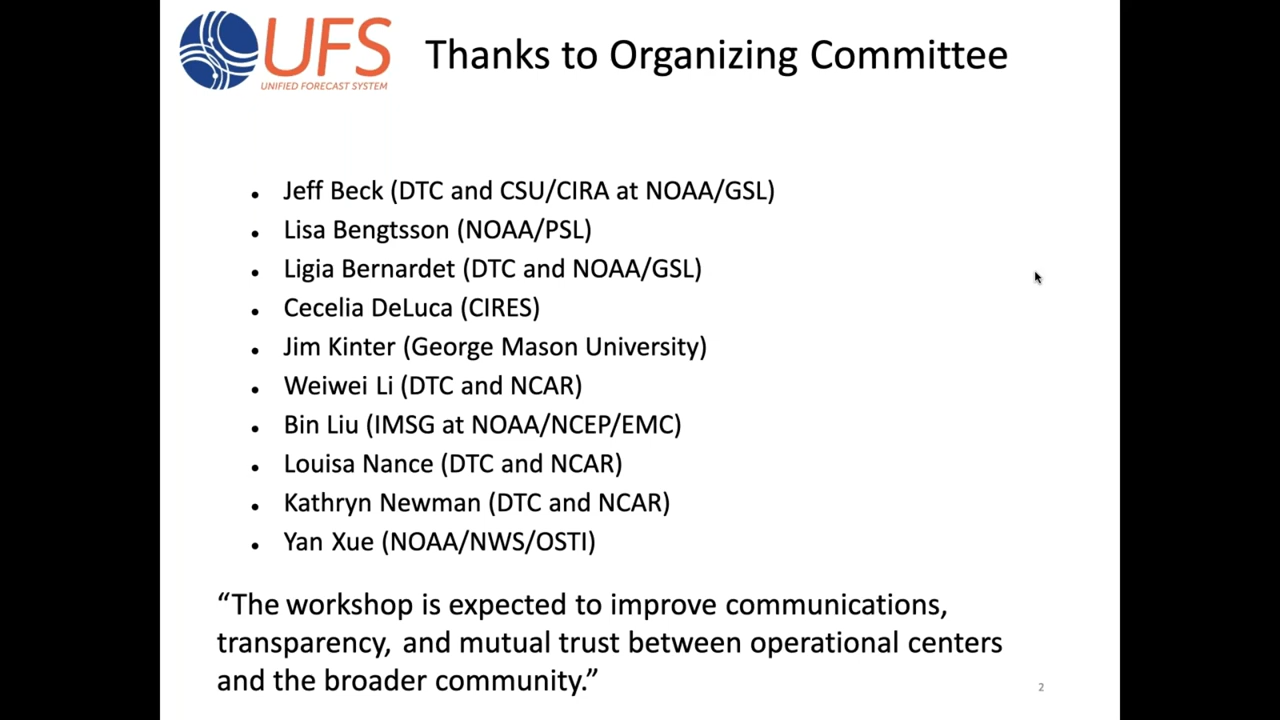 UFS
UNIFIED FORECAST SYSTEM
Thanks to Organizing Committee
• Jeff Beck (DTC and CSU/CIRA at NOAA/GSL)
• Lisa Bengtsson (NOAA/PSL)
• Ligia Bernardet (DTC and NOAA/GSL)
• Cecelia DeLuca (CIRES)
• Jim Kinter (George Mason University)
• Weiwei Li (DTC and NCAR)
• Bin Liu (IMSG at NOAA/NCEP/EMC)
• Louisa Nance (DTC and NCAR)
• Kathryn Newman (DTC and NCAR)
• Yan Xue (NOAA/NWS/OSTI)
“The workshop is expected to improve communications,
transparency, and mutual trust between operational centers
and the broader community.”
2